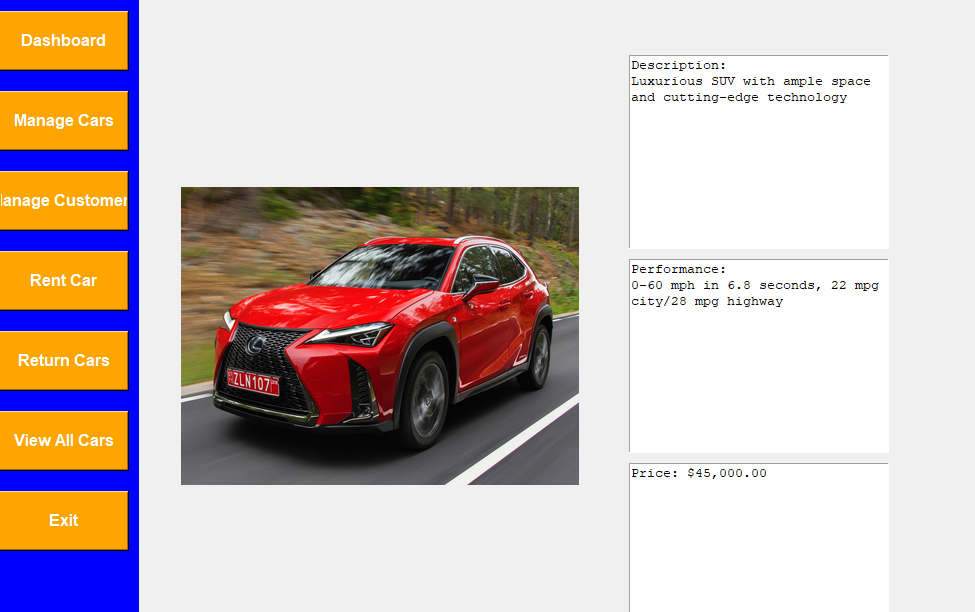 Dashboard
Manage Cars
anage Customer
Rent Car
Return Cars
View All Cars
Exit
ZLN107
Description:
Luxurious SUV with ample space
and cutting-edge technology
Performance:
0-60 mph in 6.8 seconds, 22 mpg
city/28 mpg highway
Price: $45,000.00